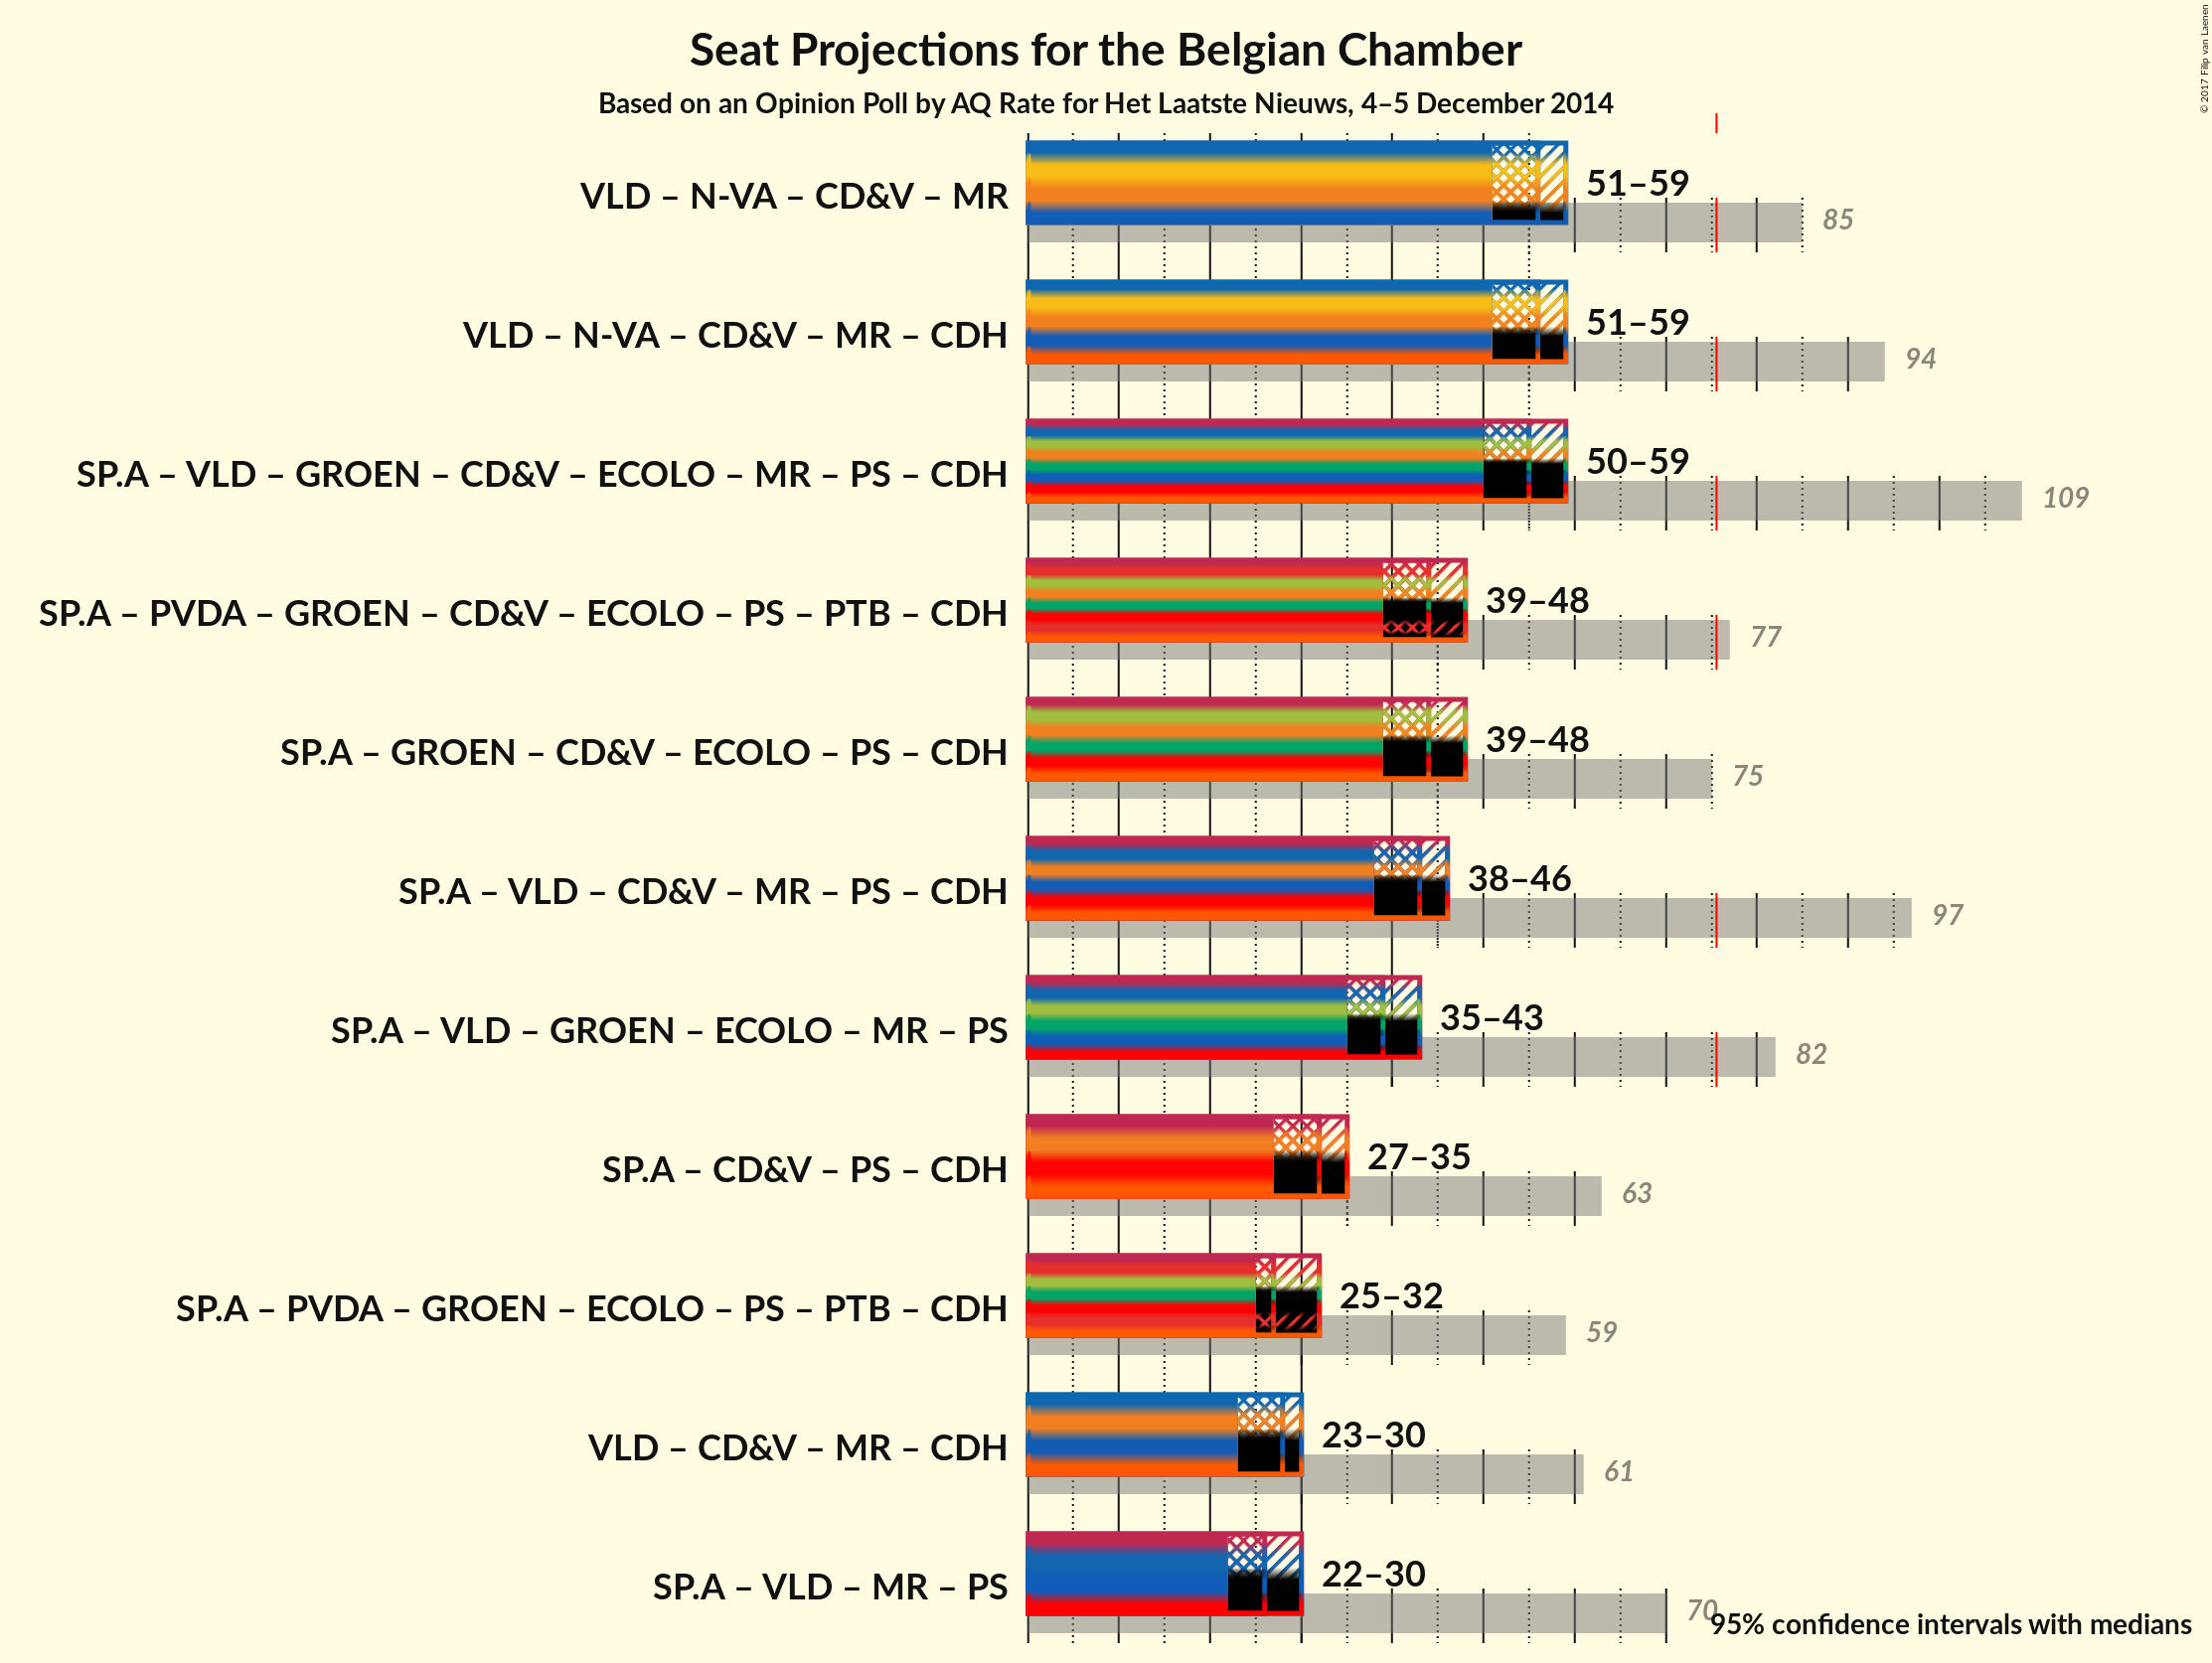 Seat Projections for the Belgian Chamber
Based on an Opinion Poll by AQ Rate for Het Laatste Nieuws, 4–5 December 2014
© 2017 Filip van Laenen
VLD – N-VA – CD&V – MR
51–59
85
VLD – N-VA – CD&V – MR – CDH
51–59
94
SP.A – VLD – GROEN – CD&V – ECOLO – MR – PS – CDH
50–59
109
SP.A – PVDA – GROEN – CD&V – ECOLO – PS – PTB – CDH
39–48
77
SP.A – GROEN – CD&V – ECOLO – PS – CDH
39–48
75
SP.A – VLD – CD&V – MR – PS – CDH
38–46
97
SP.A – VLD – GROEN – ECOLO – MR – PS
35–43
82
SP.A – CD&V – PS – CDH
27–35
63
SP.A – PVDA – GROEN – ECOLO – PS – PTB – CDH
25–32
59
VLD – CD&V – MR – CDH
23–30
61
SP.A – VLD – MR – PS
22–30
70
95% confidence intervals with medians